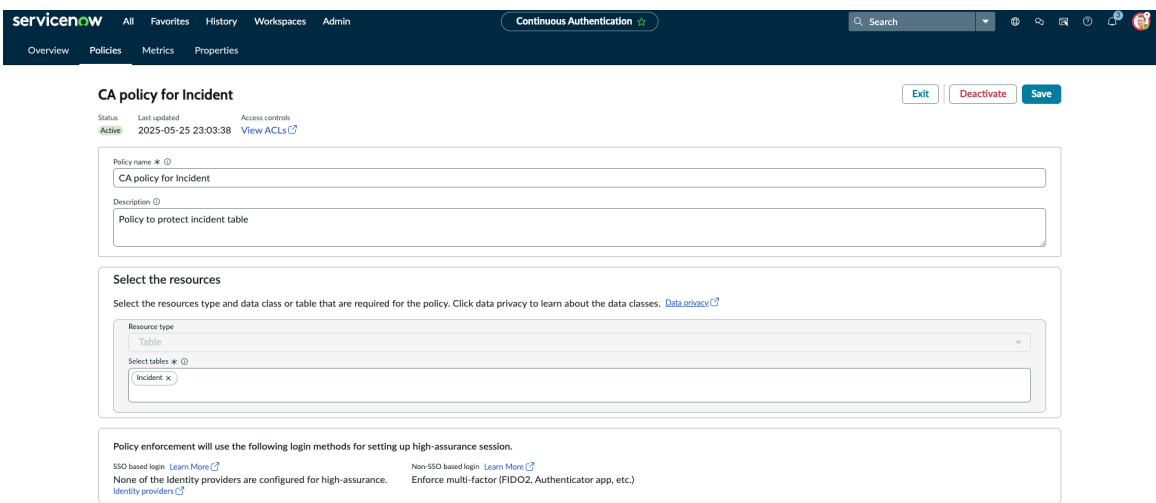 servicenow All Favorites History Workspaces Admin Continuous Authentication Search 3
Overview Policies Metrics Properties
CA policy for Incident Exit Deactivate Save
Status Last updated Access controls
Active 2025-05-25 23:03:38 View ACLs
Policy name *
CA policy for Incident
Description
Policy to protect incident table
Select the resources
Select the resources type and data class or table that are required for the policy. Click data privacy to learn about the data classes. Data privacy
Resource type
Table
Select tables *
Incident ×
Policy enforcement will use the following login methods for setting up high-assurance session.
SSO based login Learn More Non-SSO based login Learn More
None of the Identity providers are configured for high-assurance. Enforce multi-factor (FIDO2, Authenticator app, etc.)
Identity providers